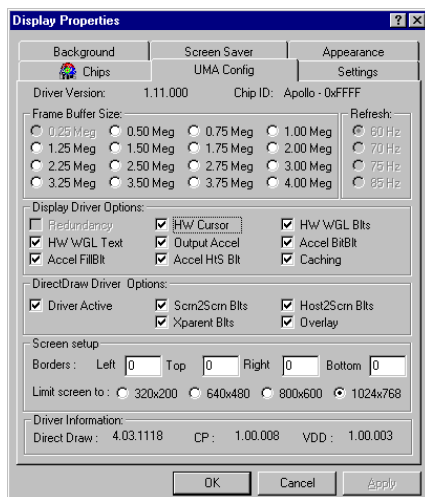 Display Properties
Background Screen Saver Appearance
Chips UMA Config Settings
Driver Version: 1.11.000 Chip ID: Apollo - 0xFFFF
Frame Buffer Size: Refresh:
0.25 Meg 0.50 Meg 0.75 Meg 1.00 Meg 60 Hz
1.25 Meg 1.50 Meg 1.75 Meg 2.00 Meg 70 Hz
2.25 Meg 2.50 Meg 2.75 Meg 3.00 Meg 75 Hz
3.25 Meg 3.50 Meg 3.75 Meg 4.00 Meg 85 Hz
Display Driver Options:
Redundancy HW Cursor HW WGL Blts
HW WGL Text Output Accel Accel BitBlt
Accel FillBlt Accel HtS Blt Caching
DirectDraw Driver Options:
Driver Active Scrn2Scrn Blts Host2Scrn Blts
Xparent Blts Overlay
Screen setup
Borders : Left 0 Top 0 Right 0 Bottom 0
Limit screen to : 320x200 640x480 800x600 1024x768
Driver Information:
Direct Draw : 4.03.1118 CP : 1.00.008 VDD : 1.00.003
OK Cancel Apply